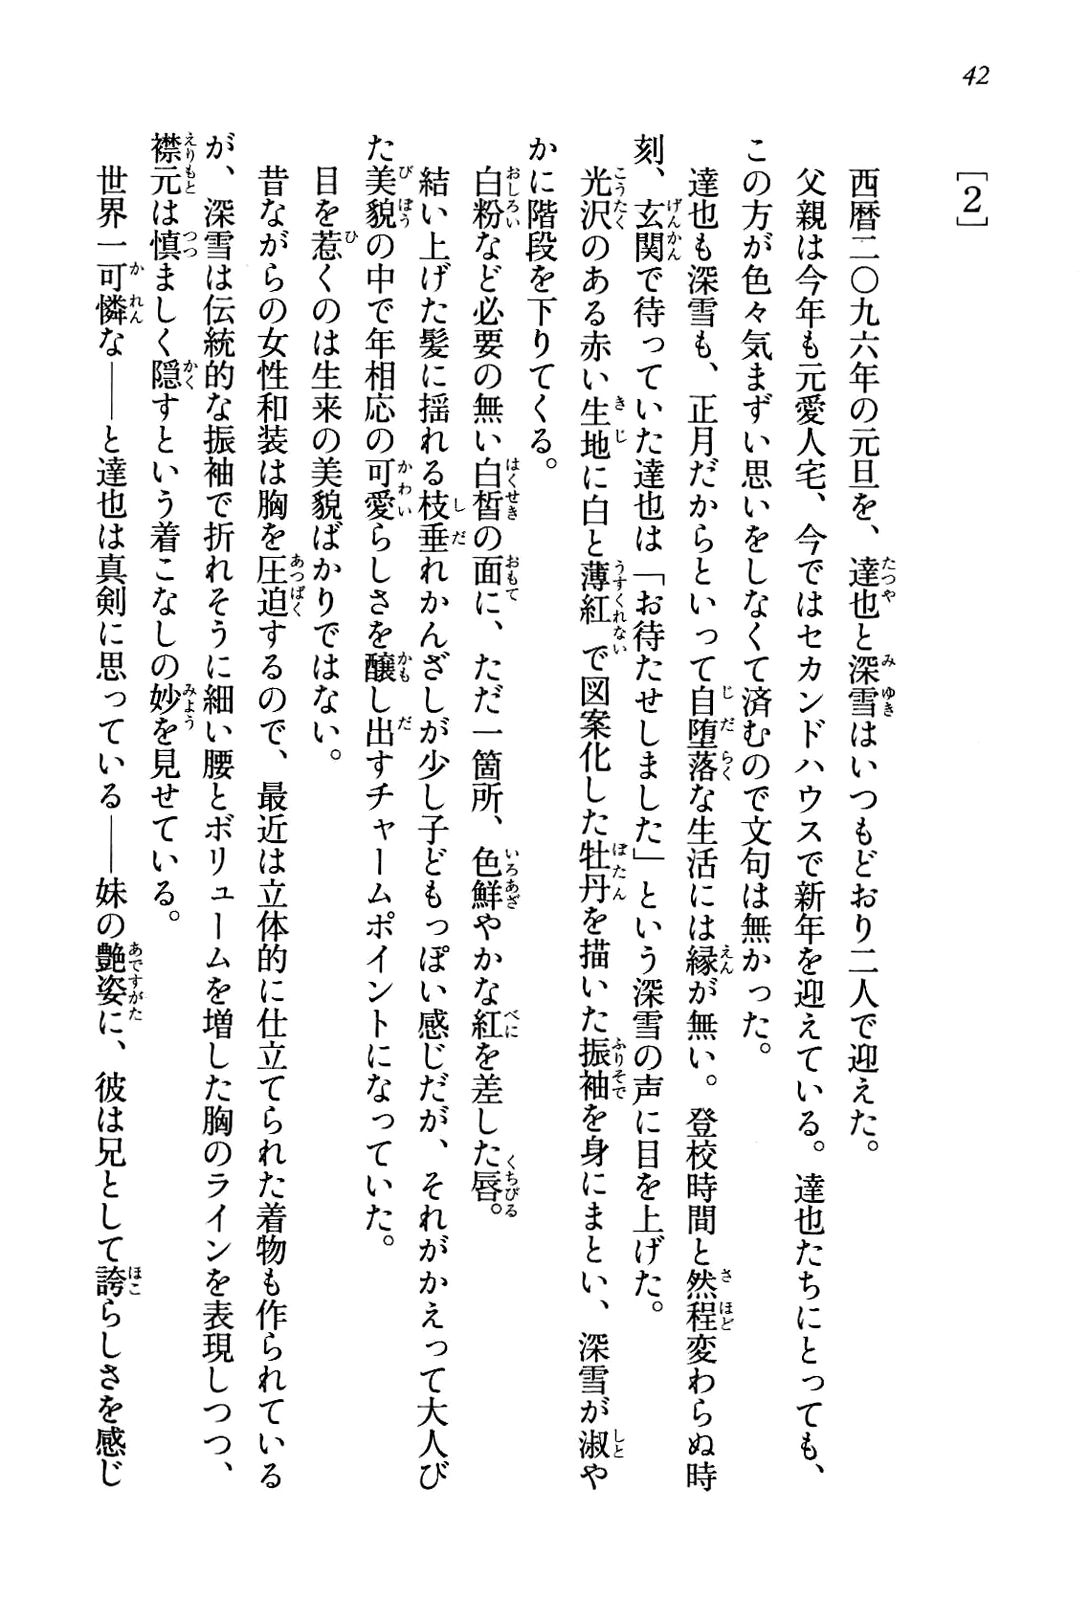 42
［2］
西暦二〇九六年の元旦を、達也と深雪はいつもどおり二人で迎えた。
父親は今年も元愛人宅、今ではセカンドハウスで新年を迎えている。達也たちにとっても、
この方が色々気まずい思いをしなくて済むので文句は無かった。
達也も深雪も、正月だからといって自堕落な生活には縁が無い。登校時間と然程変わらぬ時
刻、玄関で待っていた達也は「お待たせしました」という深雪の声に目を上げた。
光沢のある赤い生地に白と薄紅で図案化した牡丹を描いた振袖を身にまとい、深雪が淑や
かに階段を下りてくる。
白粉など必要の無い白皙の面に、ただ一箇所、色鮮やかな紅を差した唇。
結い上げた髪に揺れる枝垂れかんざしが少し子どもっぽい感じだが、それがかえって大人び
た美貌の中で年相応の可愛らしさを醸し出すチャームポイントになっていた。
目を惹くのは生来の美貌ばかりではない。
昔ながらの女性和装は胸を圧迫するので、最近は立体的に仕立てられた着物も作られている
が、深雪は伝統的な振袖で折れそうに細い腰とボリュームを増した胸のラインを表現しつつ、
襟元は慎ましく隠すという着こなしの妙を見せている。
世界一可憐な――と達也は真剣に思っている――妹の艶姿に、彼は兄として誇らしさを感じ